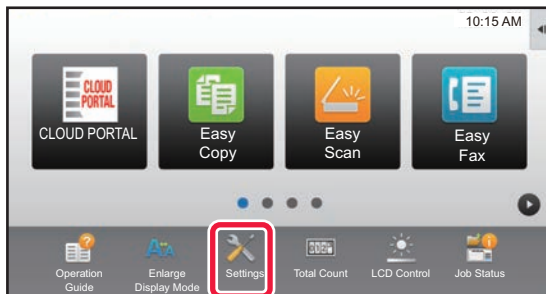 10:15 AM
CLOUD
PORTAL
CLOUD PORTAL
Easy
Copy
Easy
Scan
Easy
Fax
Operation
Guide
Enlarge
Display Mode
Settings
Total Count
LCD Control
Job Status